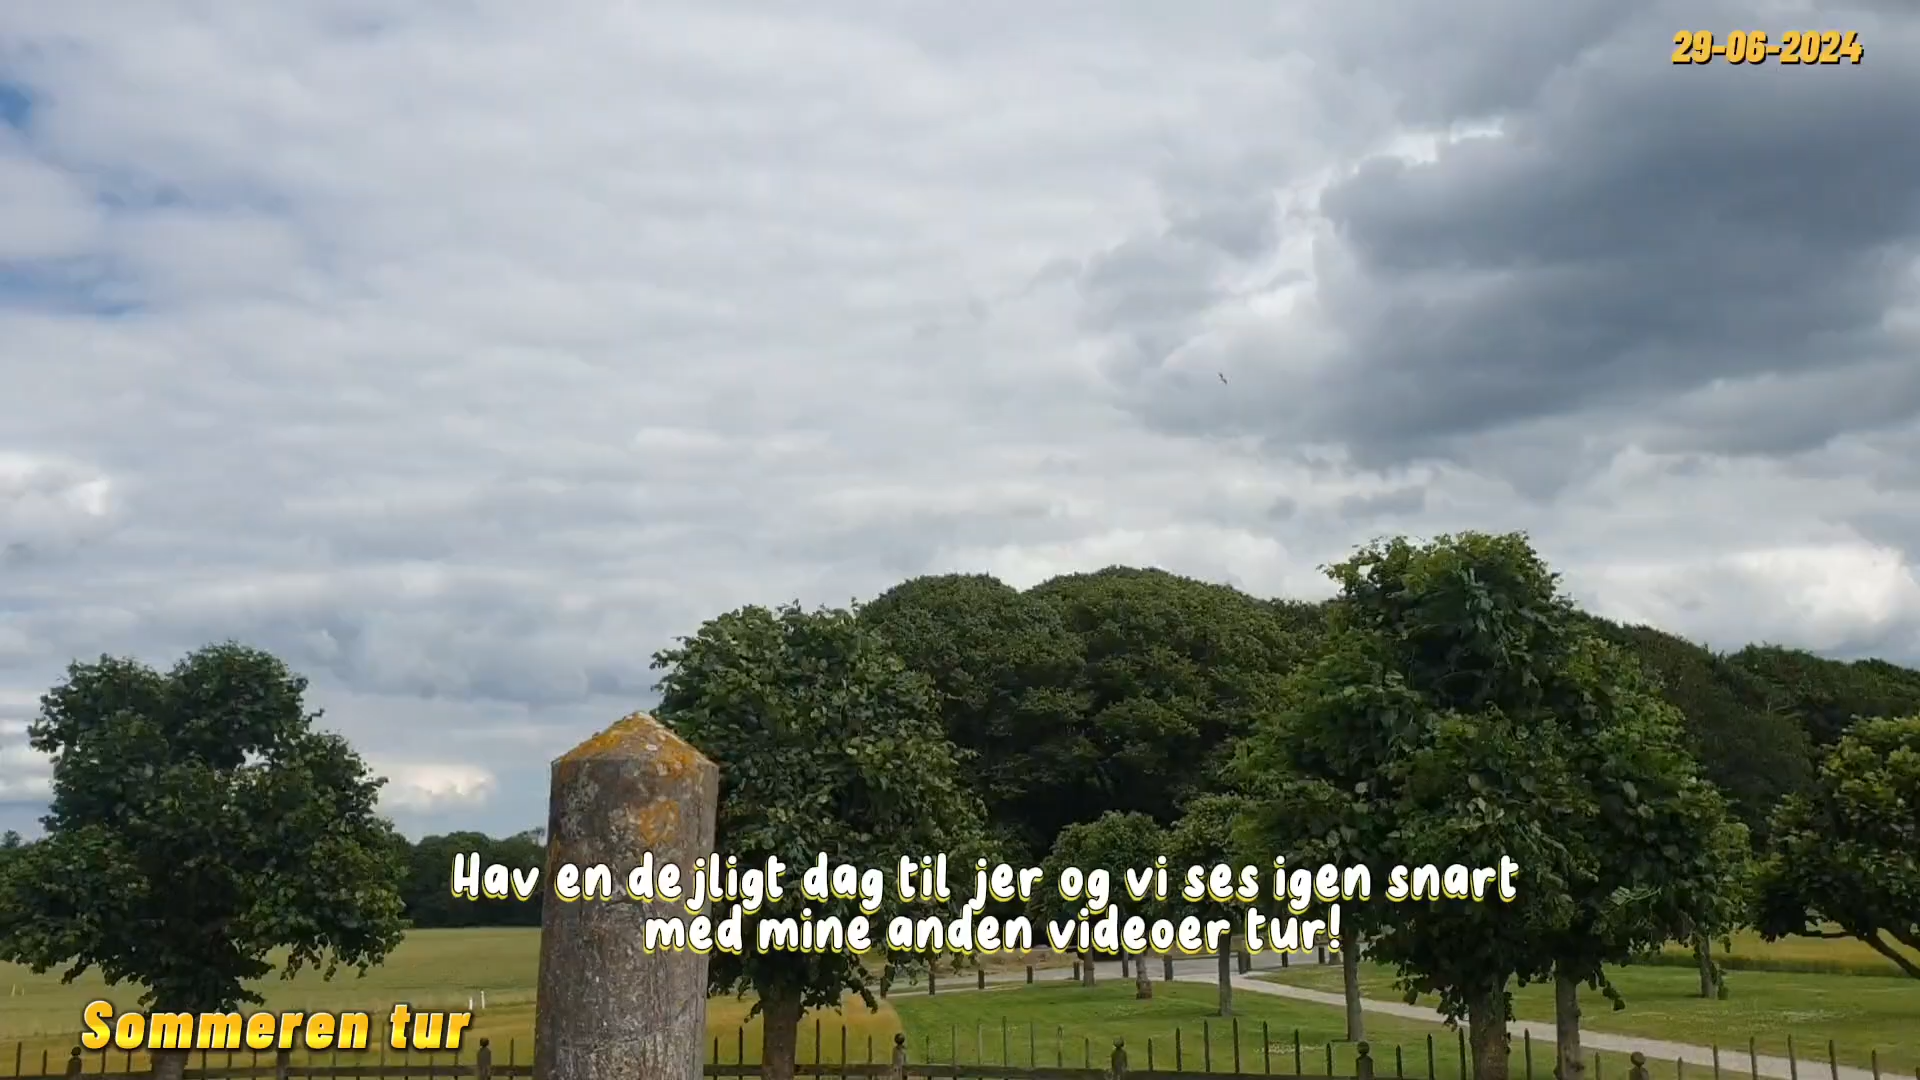 29-06-2024
Hav en dejligt dag til jer og vi ses igen snart
med mine anden videoer tur!
Sommeren tur